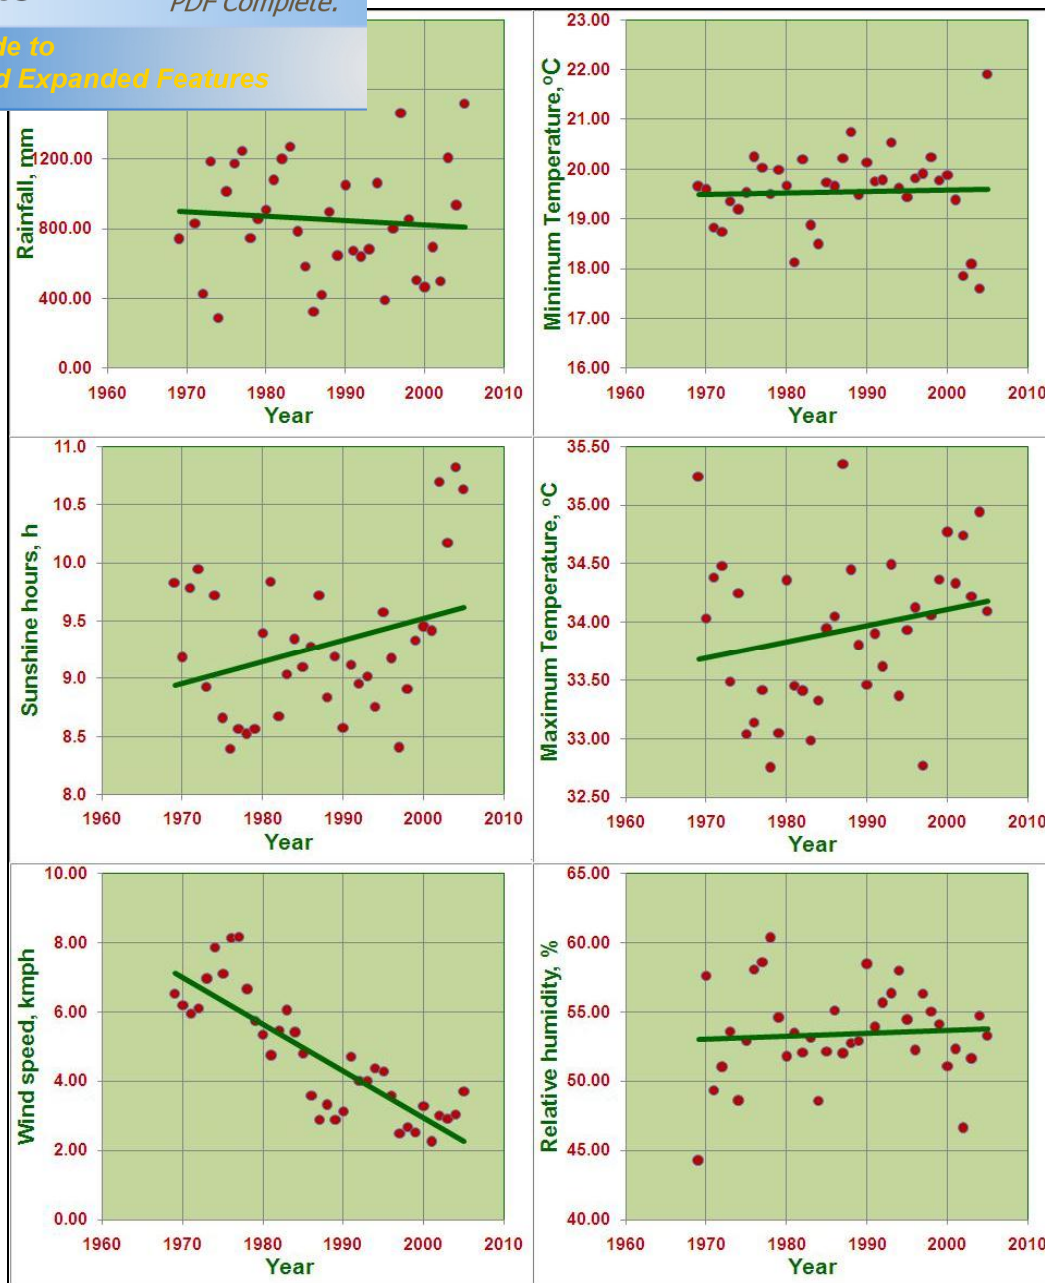 PDF Complete.
de to
d Expanded Features
Rainfall, mm
1200.00
800.00
400.00
0.00
1960 1970 1980 1990 2000 2010
Year
Minimum Temperature,ºC
23.00
22.00
21.00
20.00
19.00
18.00
17.00
16.00
1960 1970 1980 1990 2000 2010
Year
Sunshine hours, h
11.0
10.5
10.0
9.5
9.0
8.5
8.0
1960 1970 1980 1990 2000 2010
Year
Maximum Temperature, ºC
35.50
35.00
34.50
34.00
33.50
33.00
32.50
1960 1970 1980 1990 2000 2010
Year
Wind speed, kmph
10.00
8.00
6.00
4.00
2.00
0.00
1960 1970 1980 1990 2000 2010
Year
Relative humidity, %
65.00
60.00
55.00
50.00
45.00
40.00
1960 1970 1980 1990 2000 2010
Year